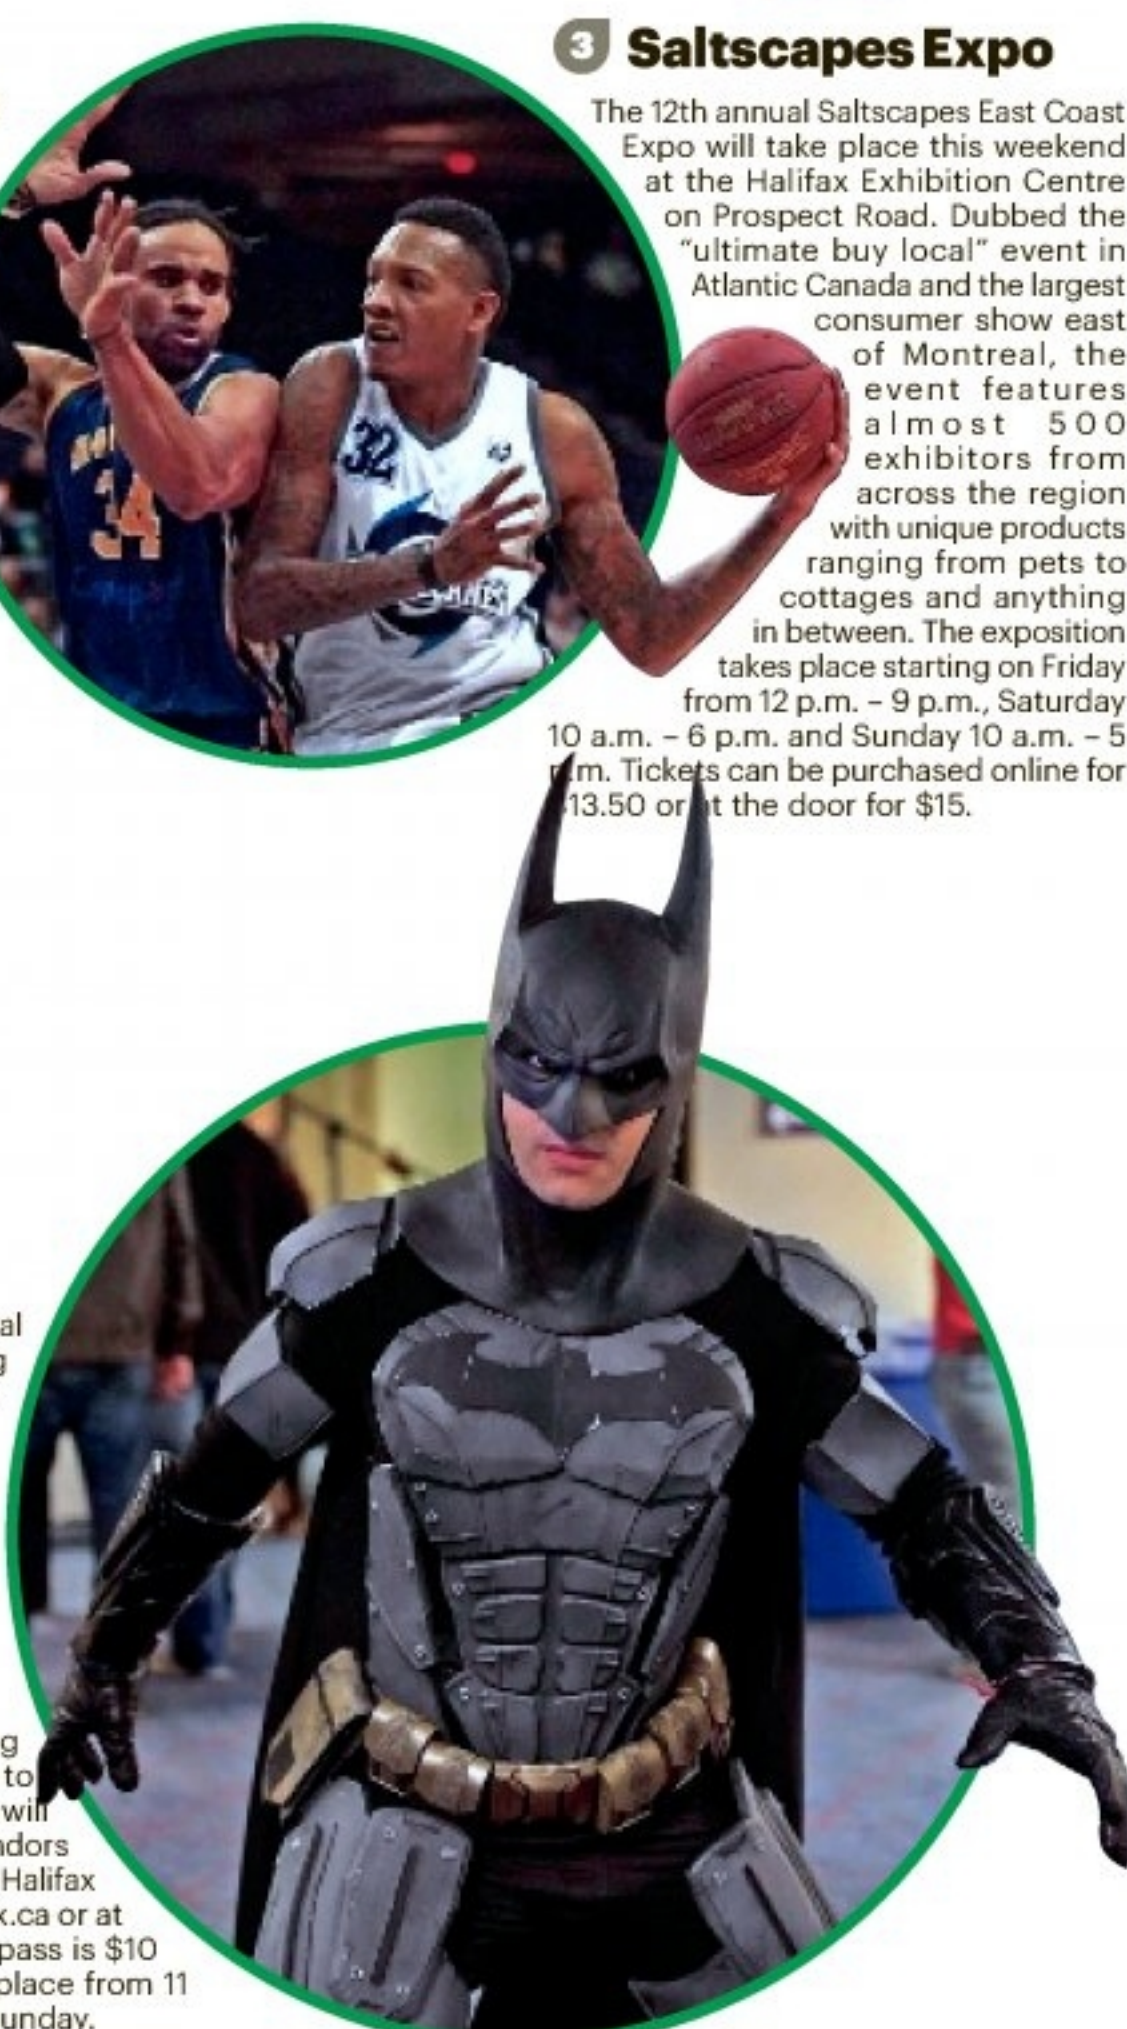 3 Saltscapes Expo
The 12th annual Saltscapes East Coast
Expo will take place this weekend
at the Halifax Exhibition Centre
on Prospect Road. Dubbed the
“ultimate buy local” event in
Atlantic Canada and the largest
consumer show east
of Montreal, the
event features
almost 500
exhibitors from
across the region
with unique products
ranging from pets to
cottages and anything
in between. The exposition
takes place starting on Friday
from 12 p.m. – 9 p.m., Saturday
10 a.m. – 6 p.m. and Sunday 10 a.m. – 5
p.m. Tickets can be purchased online for
$13.50 or at the door for $15.
32
34
al
g
g
to
will
ndors
Halifax
x.ca or at
pass is $10
place from 11
unday.